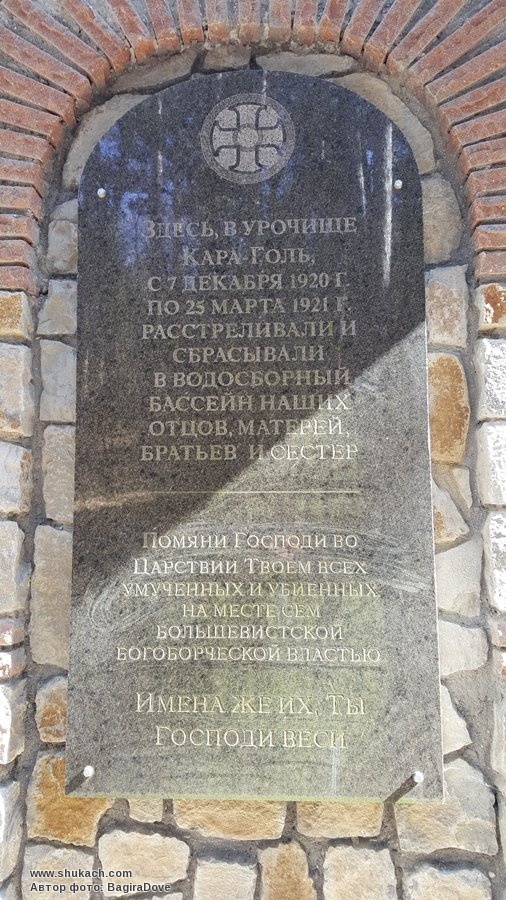 Здесь, в урочище
Кара-Голь,
с 7 декабря 1920 г.
по 25 марта 1921 г.
расстреливали и
сбрасывали
в водосборный
бассейн наших
отцов, матерей,
братьев и сестер
Помяни Господи во
Царствии Твоем всех
умученных и убиенных
на месте сем
большевистской
богоборческой властью
Имена же их, Ты
Господи веси
www.shukach.com
Автор фото: BagiraDove